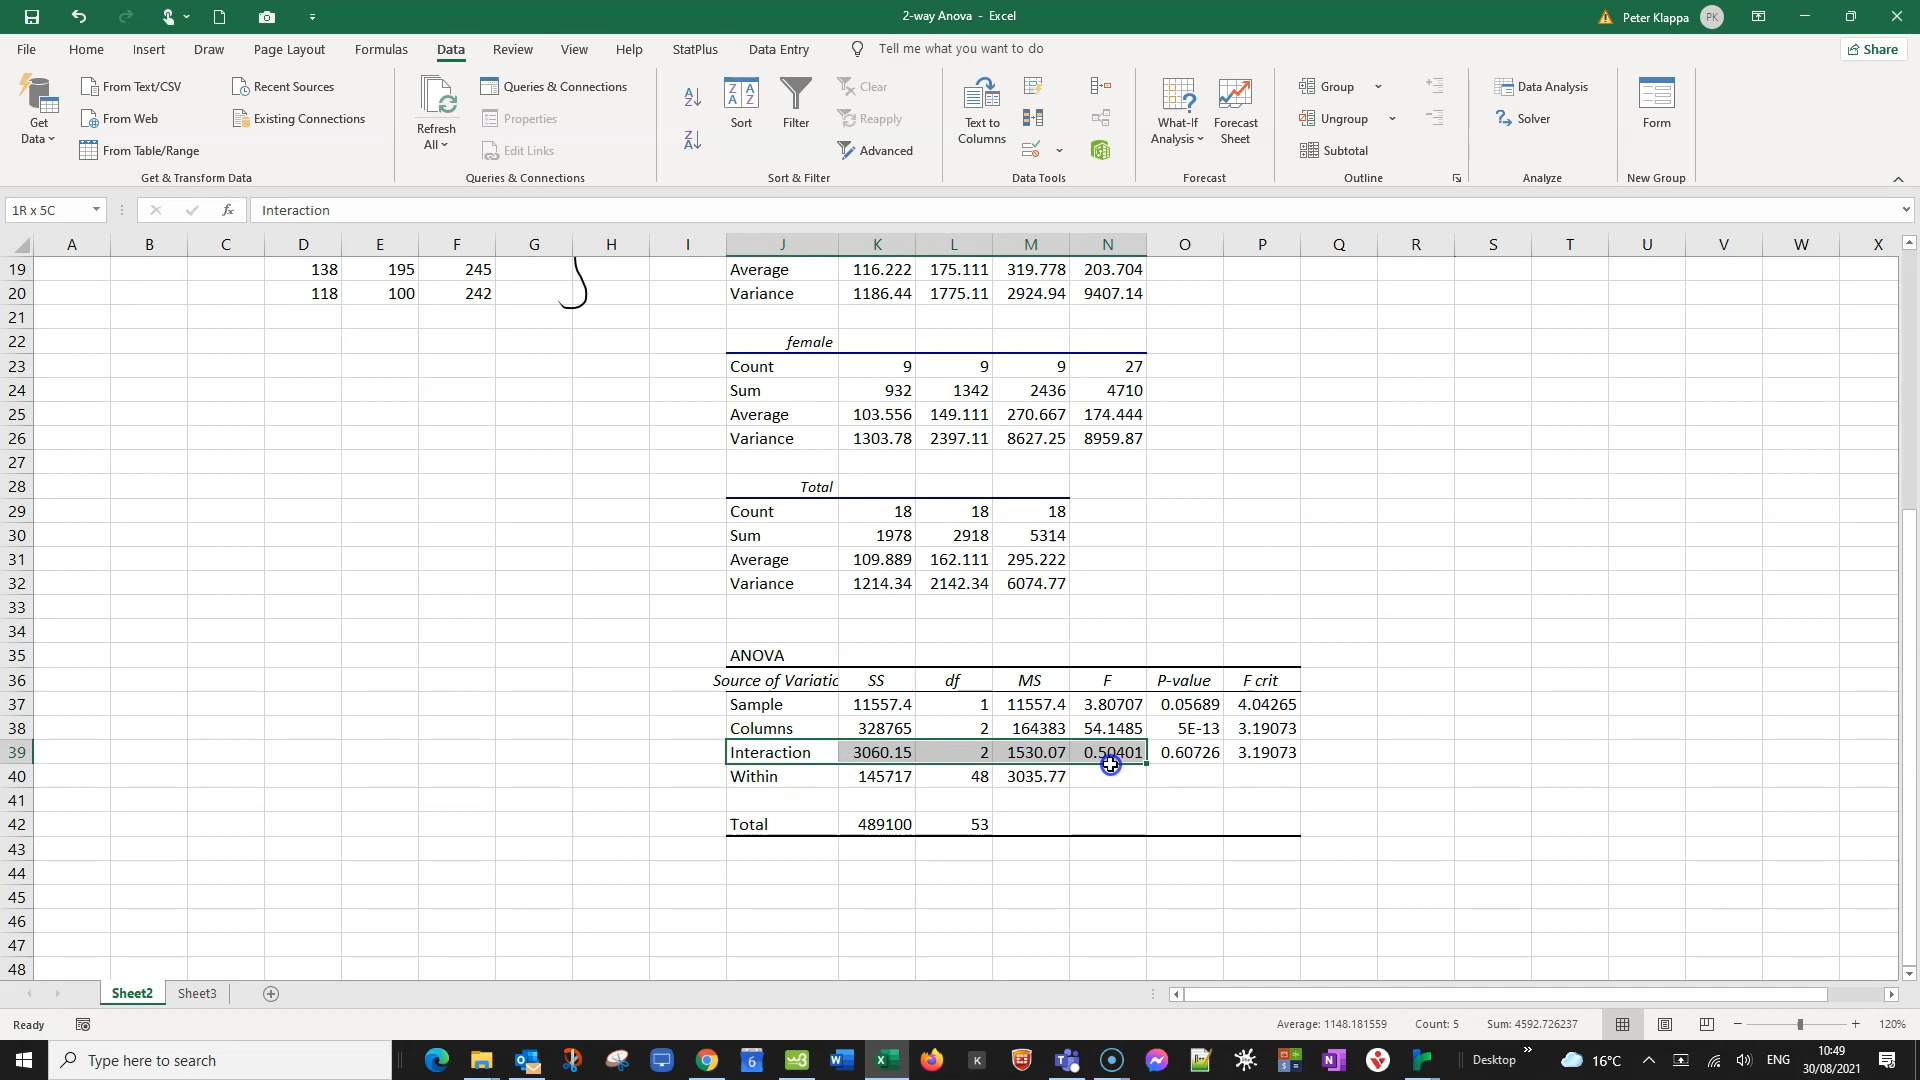 2-way Anova - Excel
Peter Klappa
PK
File Home Insert Draw Page Layout Formulas Data Review View Help StatPlus Data Entry Tell me what you want to do
Share
Get Data
From Text/CSV
From Web
From Table/Range
Recent Sources
Existing Connections
Get & Transform Data
Refresh All
Queries & Connections
Properties
Edit Links
Queries & Connections
Sort
Filter
Clear
Reapply
Advanced
Sort & Filter
Text to Columns
Data Tools
What-If Analysis
Forecast Sheet
Forecast
Group
Ungroup
Subtotal
Outline
Data Analysis
Solver
Analyze
Form
New Group
1R x 5C fx Interaction
A B C D E F G H I J K L M N O P Q R S T U V W X
19 138 195 245 Average 116.222 175.111 319.778 203.704
20 118 100 242 Variance 1186.44 1775.11 2924.94 9407.14
21
22 female
23 Count 9 9 9 27
24 Sum 932 1342 2436 4710
25 Average 103.556 149.111 270.667 174.444
26 Variance 1303.78 2397.11 8627.25 8959.87
27
28 Total
29 Count 18 18 18
30 Sum 1978 2918 5314
31 Average 109.889 162.111 295.222
32 Variance 1214.34 2142.34 6074.77
33
34
35 ANOVA
36 Source of Variatic SS df MS F P-value F crit
37 Sample 11557.4 1 11557.4 3.80707 0.05689 4.04265
38 Columns 328765 2 164383 54.1485 5E-13 3.19073
39 Interaction 3060.15 2 1530.07 0.50401 0.60726 3.19073
40 Within 145717 48 3035.77
41
42 Total 489100 53
43
44
45
46
47
48
Sheet2 Sheet3
Ready Average: 1148.181559 Count: 5 Sum: 4592.726237 120%
Type here to search Desktop 16°C ENG 10:49
30/08/2021